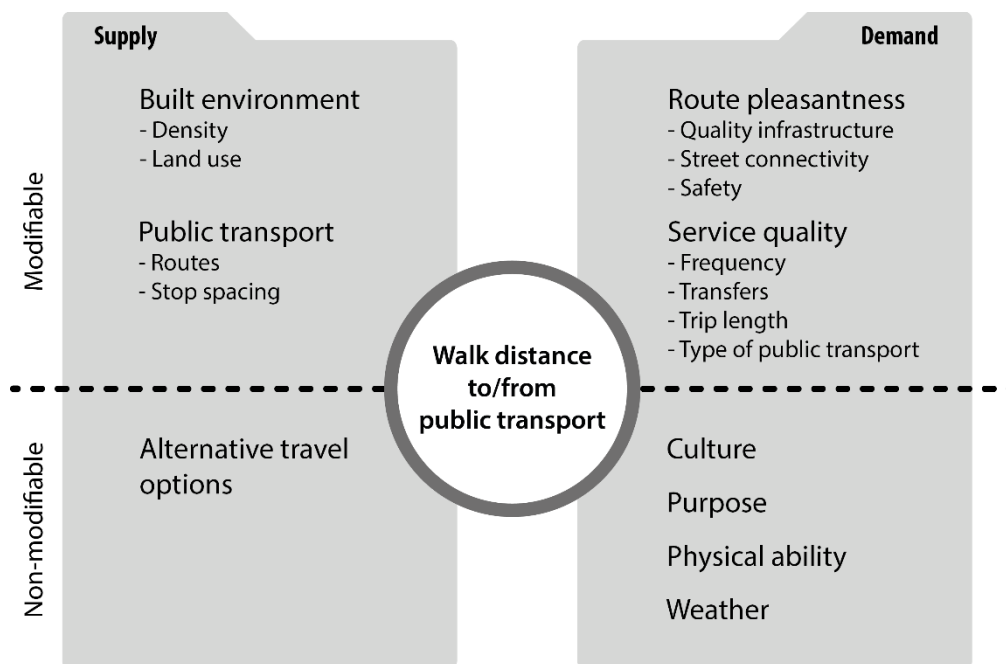 Supply
Demand
Modifiable
Built environment
- Density
- Land use
Public transport
- Routes
- Stop spacing
Route pleasantness
- Quality infrastructure
- Street connectivity
- Safety
Service quality
- Frequency
- Transfers
- Trip length
- Type of public transport
Walk distance
to/from
public transport
Non-modifiable
Alternative travel
options
Culture
Purpose
Physical ability
Weather